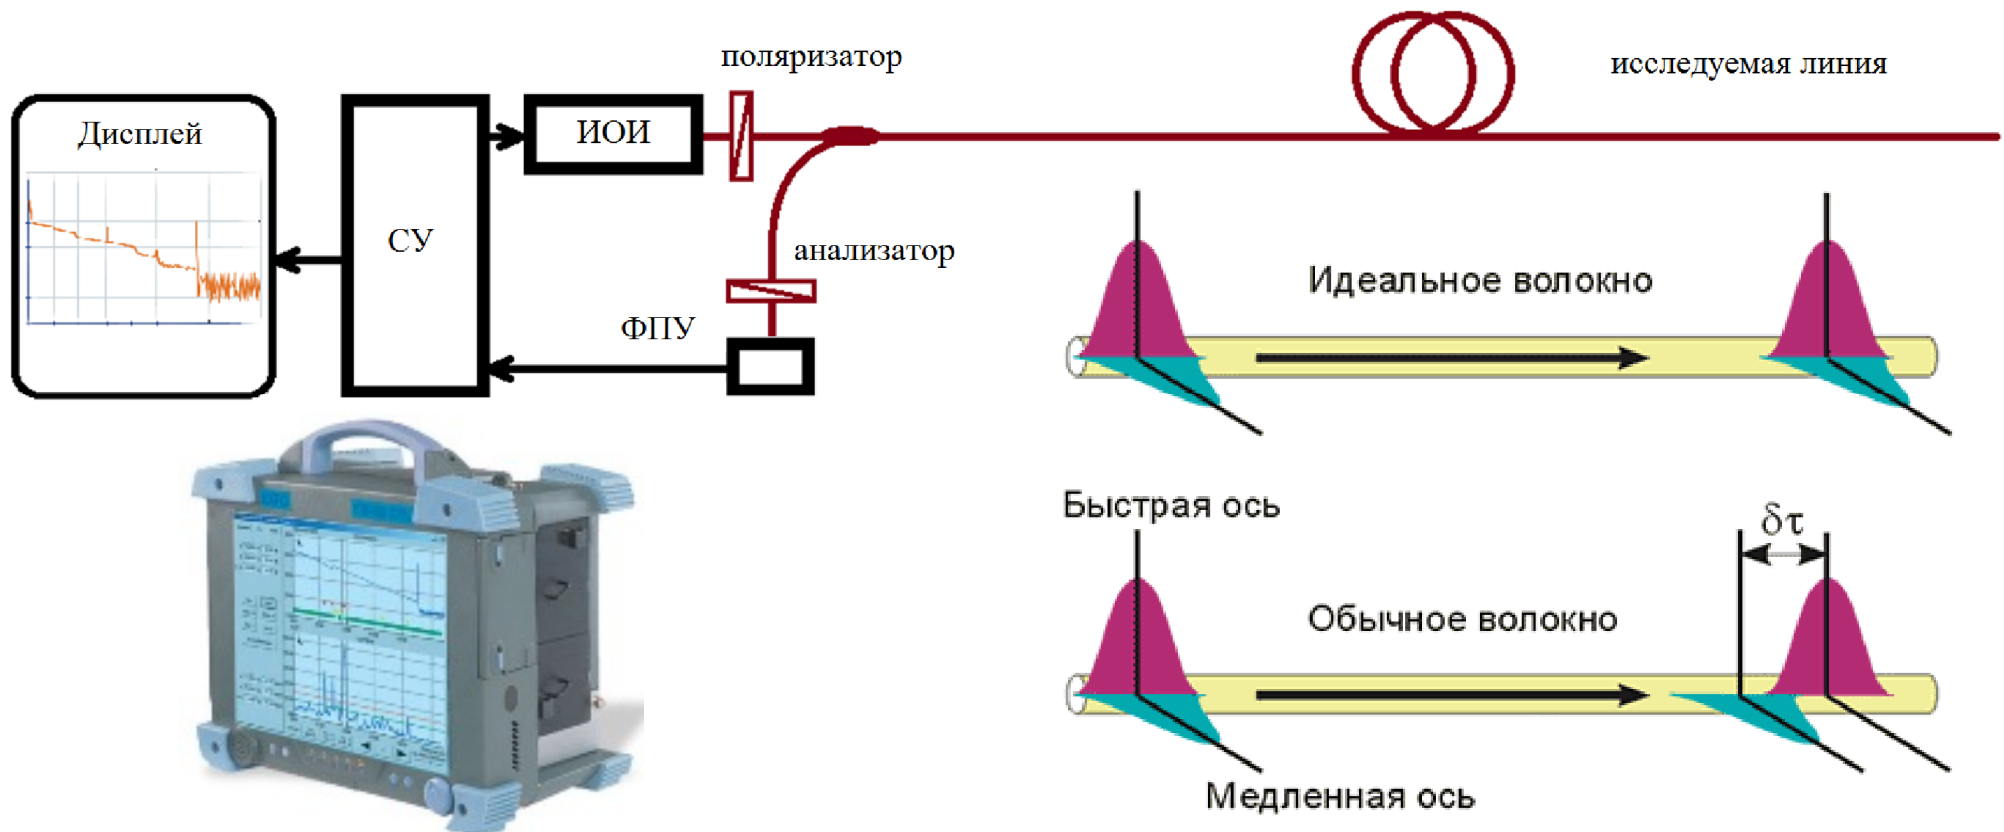 поляризатор
исследуемая линия
Дисплей
ИОИ
СУ
анализатор
ФПУ
Идеальное волокно
Быстрая ось
δτ
Обычное волокно
Медленная ось